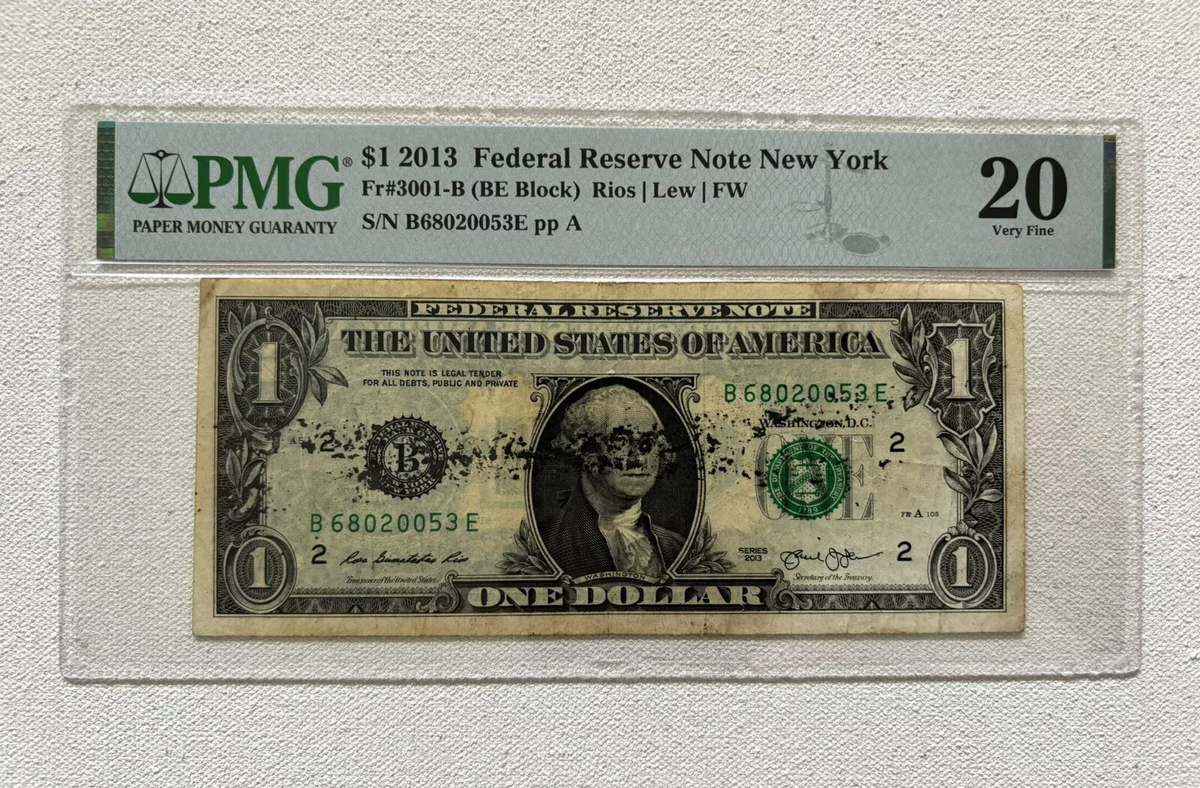 PMG®
PAPER MONEY GUARANTY
$1 2013 Federal Reserve Note New York
Fr#3001-B (BE Block) Rios | Lew | FW
S/N B68020053E pp A
20
Very Fine
FEDERAL RESERVE NOTE
THE UNITED STATES OF AMERICA
1
1
THIS NOTE IS LEGAL TENDER
FOR ALL DEBTS, PUBLIC AND PRIVATE
B 68020053 E
WASHINGTON, D.C.
2
B
ONE
2
1789
B 68020053 E
FW A 105
2
SERIES
2013
2
Treasurer of the United States.
Secretary of the Treasury.
1
WASHINGTON
1
ONE DOLLAR